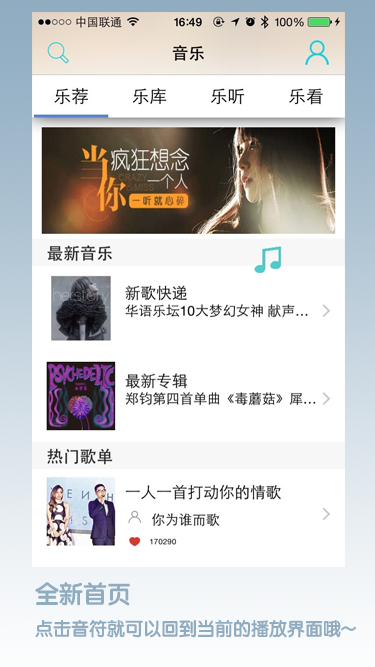 中国联通 16:49 100%
音乐
乐荐 乐库 乐听 乐看
当你
疯狂想念
CRAZY
MISS
一个人
一听就心碎
最新音乐
新歌快递
华语乐坛10大梦幻女神 献声…
PSYCHEDELIC
最新专辑
郑钧第四首单曲《毒蘑菇》犀…
热门歌单
一人一首打动你的情歌
你为谁而歌
170290
全新首页
点击音符就可以回到当前的播放界面哦~